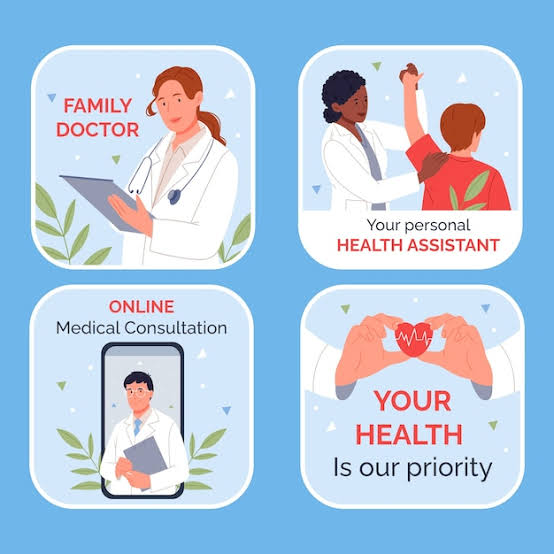 FAMILY
DOCTOR
Your personal
HEALTH ASSISTANT
ONLINE
Medical Consultation
YOUR
HEALTH
Is our priority